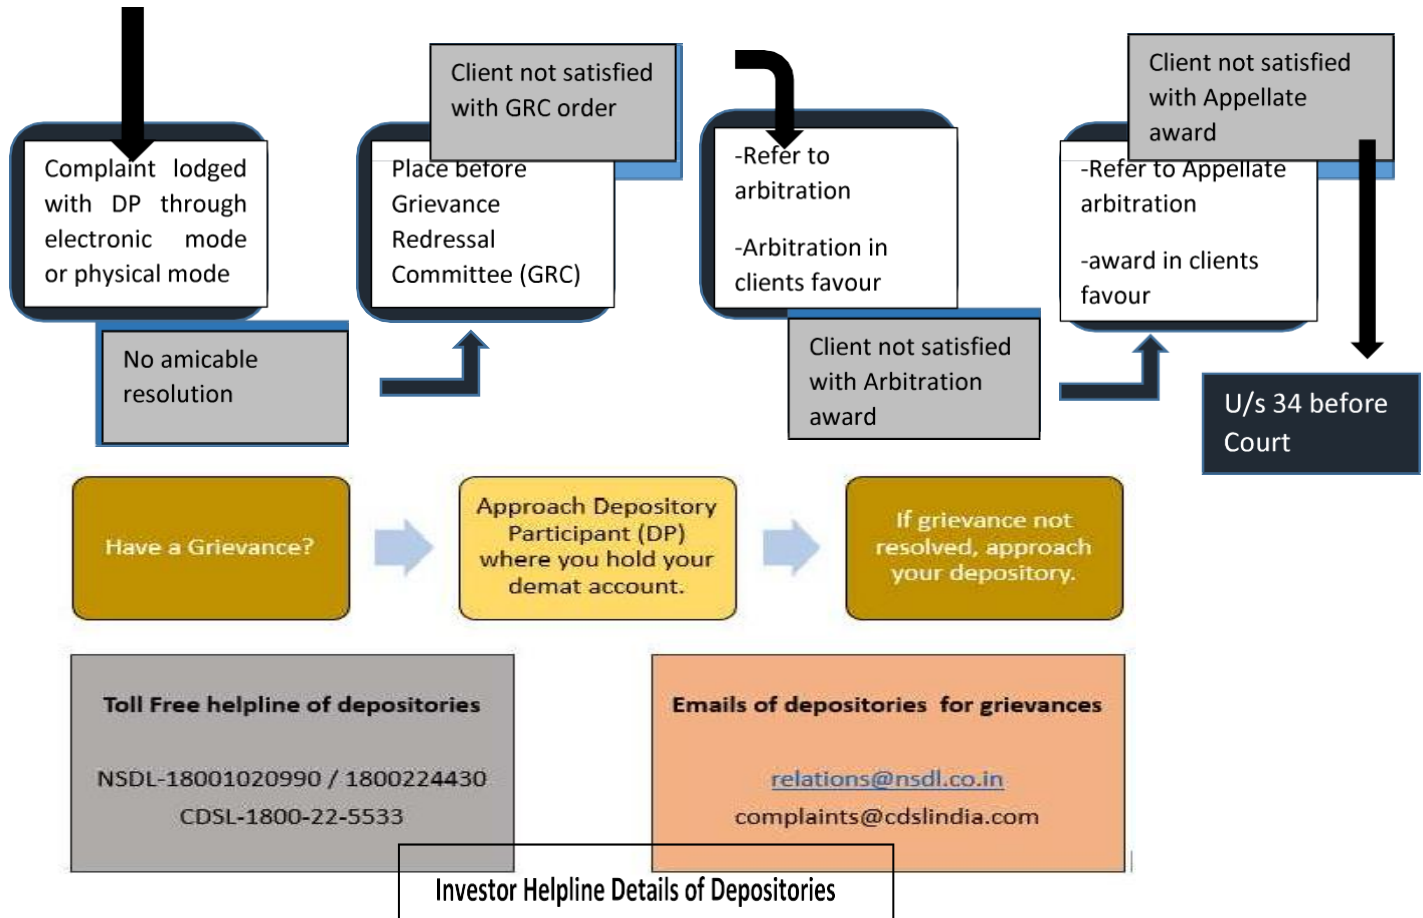 Complaint lodged
with DP through
electronic mode
or physical mode
No amicable
resolution
Client not satisfied
with GRC order
Place before
Grievance
Redressal
Committee (GRC)
-Refer to
arbitration
-Arbitration in
clients favour
Client not satisfied
with Arbitration
award
Client not satisfied
with Appellate
award
-Refer to Appellate
arbitration
-award in clients
favour
U/s 34 before
Court
Have a Grievance?
Approach Depository
Participant (DP)
where you hold your
demat account.
If grievance not
resolved, approach
your depository.
Toll Free helpline of depositories
NSDL-18001020990 / 1800224430
CDSL-1800-22-5533
Emails of depositories for grievances
relations@nsdl.co.in
complaints@cdslindia.com
Investor Helpline Details of Depositories